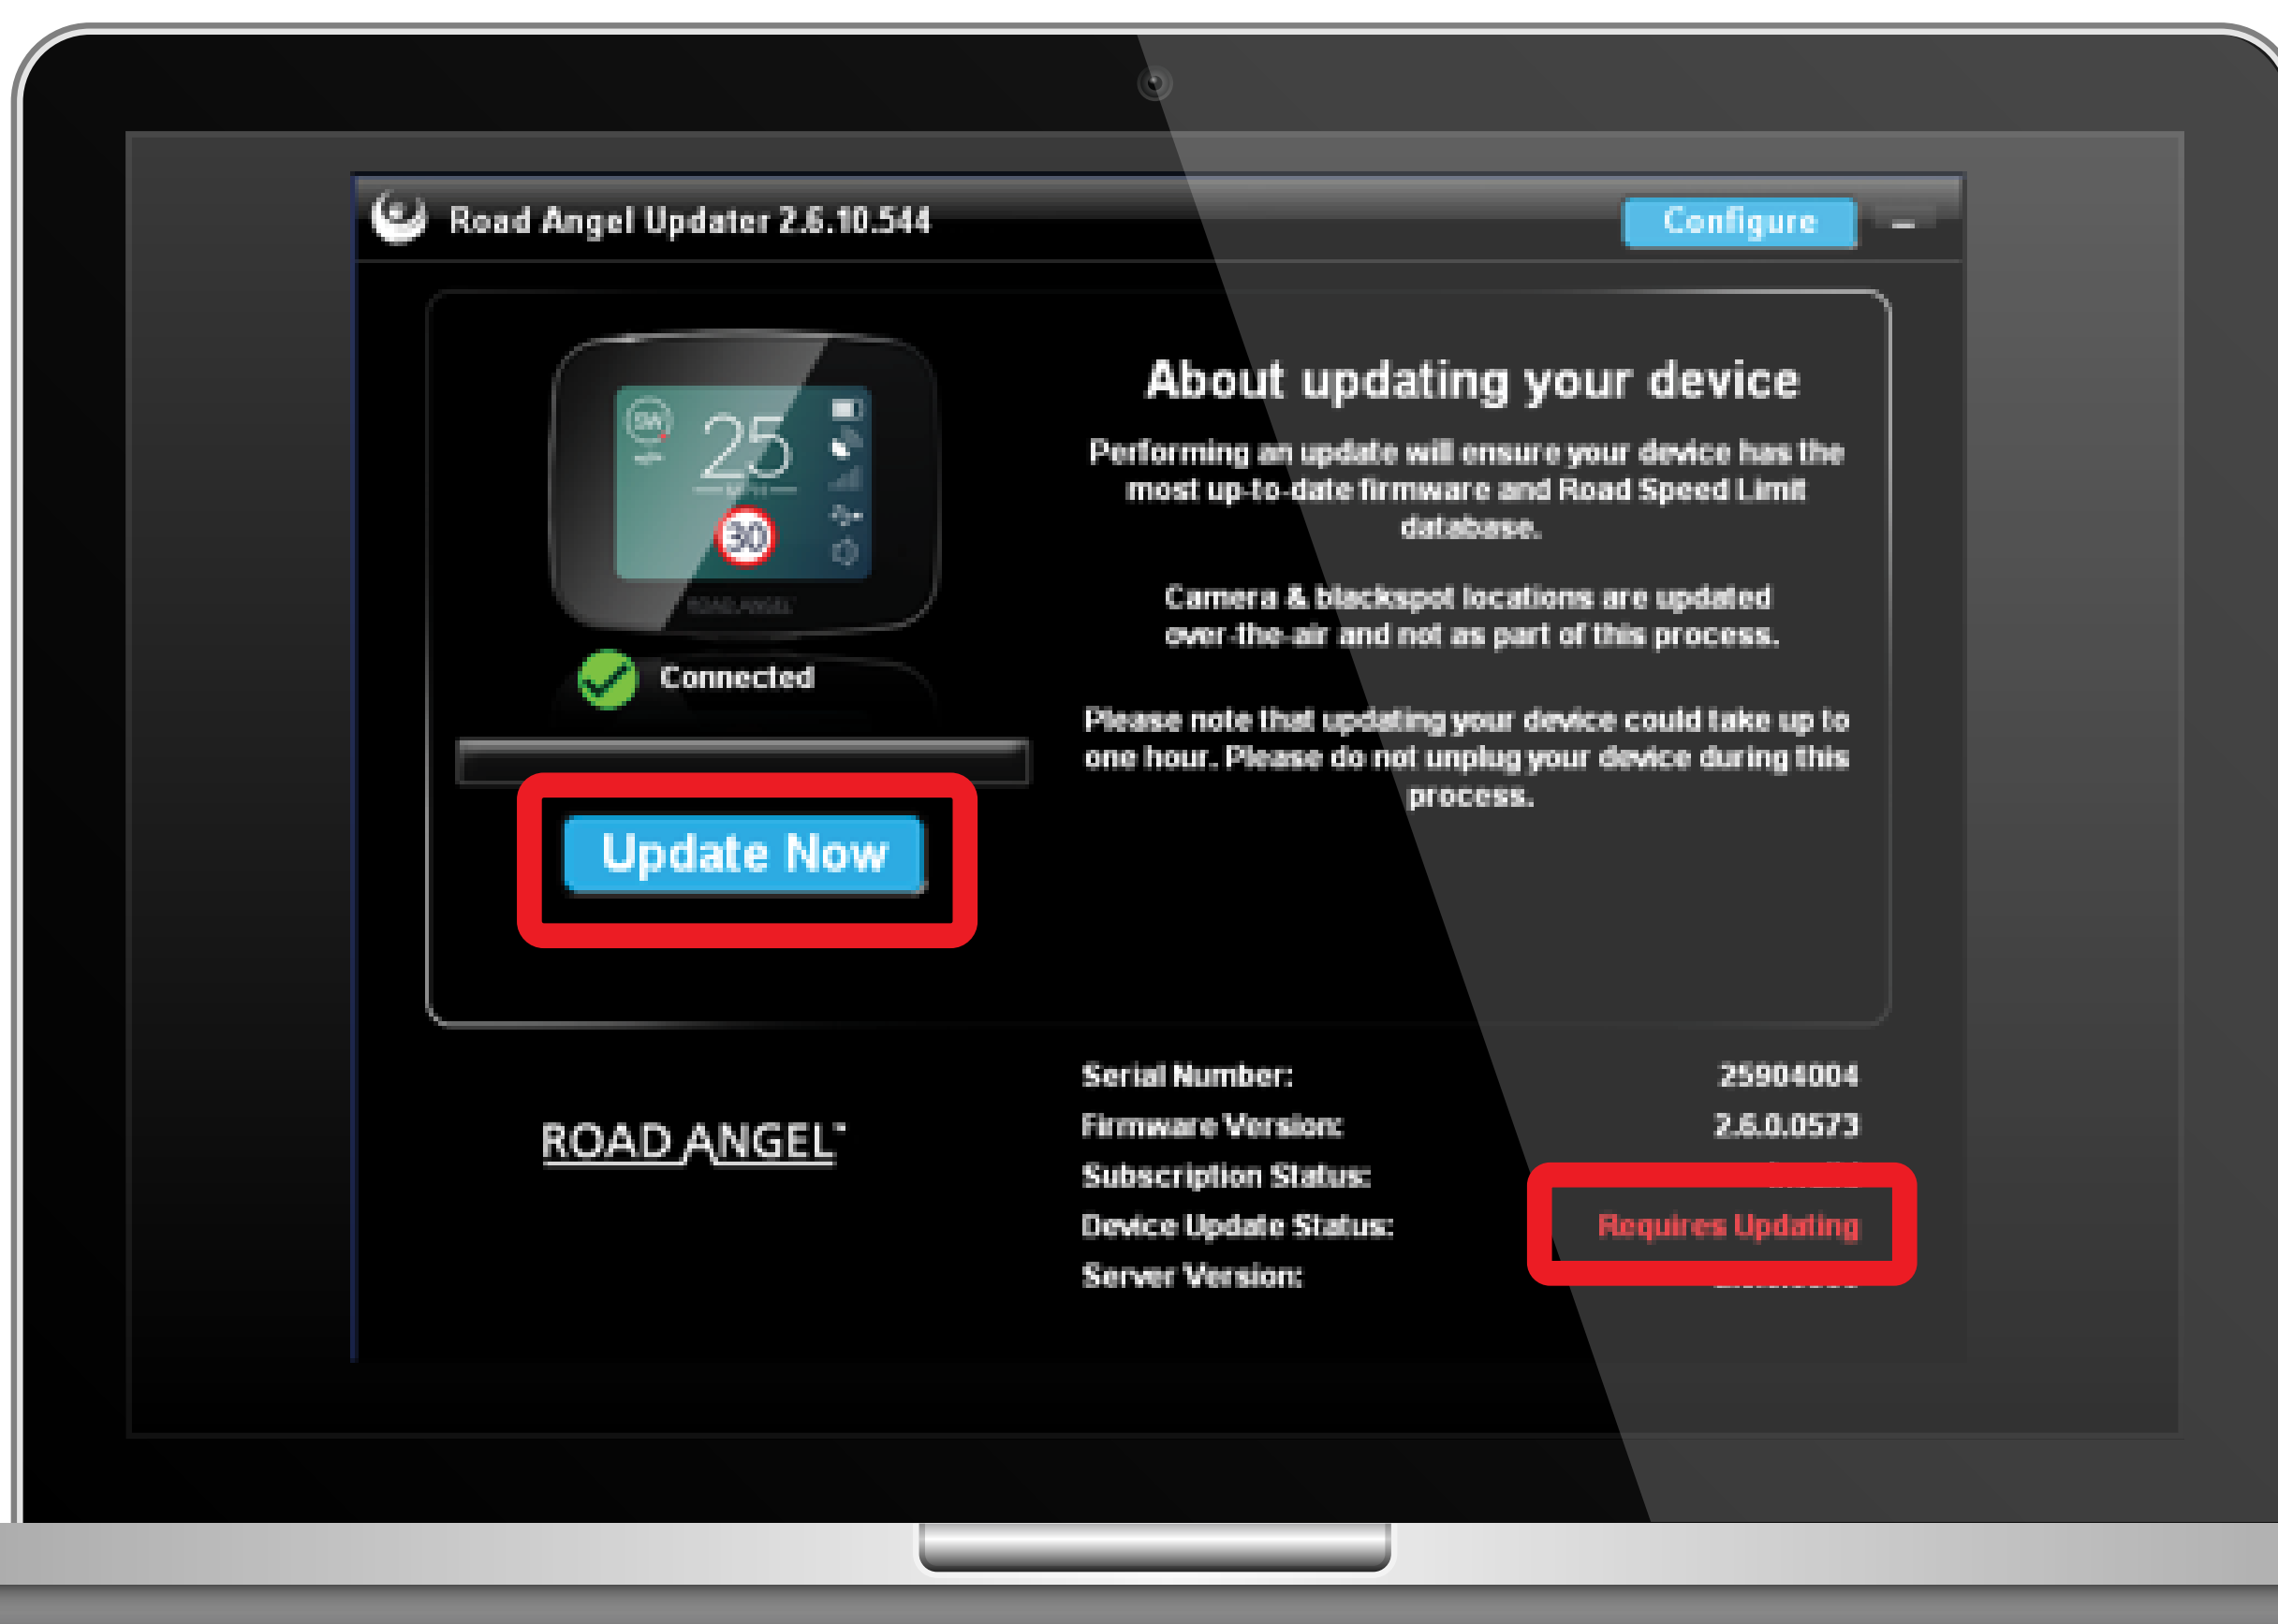 Road Angel Updater 2.6.10.544
Configure
SW
25
MPH
30
ROAD ANGEL
Connected
Update Now
About updating your device
Performing an update will ensure your device has the
most up-to-date firmware and Road Speed Limit
database.
Camera & blackspot locations are updated
over-the-air and not as part of this process.
Please note that updating your device could take up to
one hour. Please do not unplug your device during this
process.
ROAD ANGEL™
Serial Number: 25904004
Firmware Version: 2.6.0.0573
Subscription Status:
Device Update Status: Requires Updating
Server Version: